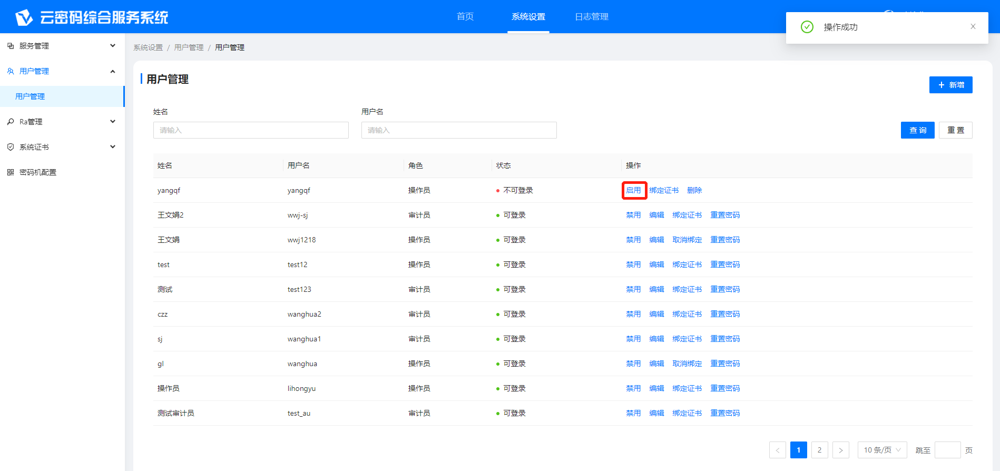 云密码综合服务系统
首页 系统设置 日志管理
操作成功
服务管理
用户管理
用户管理
Ra管理
系统证书
密码机配置
系统设置 / 用户管理 / 用户管理
用户管理
+ 新增
姓名 用户名
请输入 请输入 查询 重置
姓名 用户名 角色 状态 操作
yangqf yangqf 操作员 不可登录 启用 绑定证书 删除
王文娟2 wwj-sj 审计员 可登录 禁用 编辑 绑定证书 重置密码
王文娟 wwj1218 操作员 可登录 禁用 编辑 取消绑定 重置密码
test test12 操作员 可登录 禁用 编辑 绑定证书 重置密码
测试 test123 审计员 可登录 禁用 编辑 绑定证书 重置密码
czz wanghua2 审计员 可登录 禁用 编辑 绑定证书 重置密码
sj wanghua1 审计员 可登录 禁用 编辑 绑定证书 重置密码
gl wanghua 操作员 可登录 禁用 编辑 取消绑定 重置密码
操作员 lihongyu 操作员 可登录 禁用 编辑 绑定证书 重置密码
测试审计员 test_au 审计员 可登录 禁用 编辑 绑定证书 重置密码
< 1 2 > 10 条/页 跳至 页